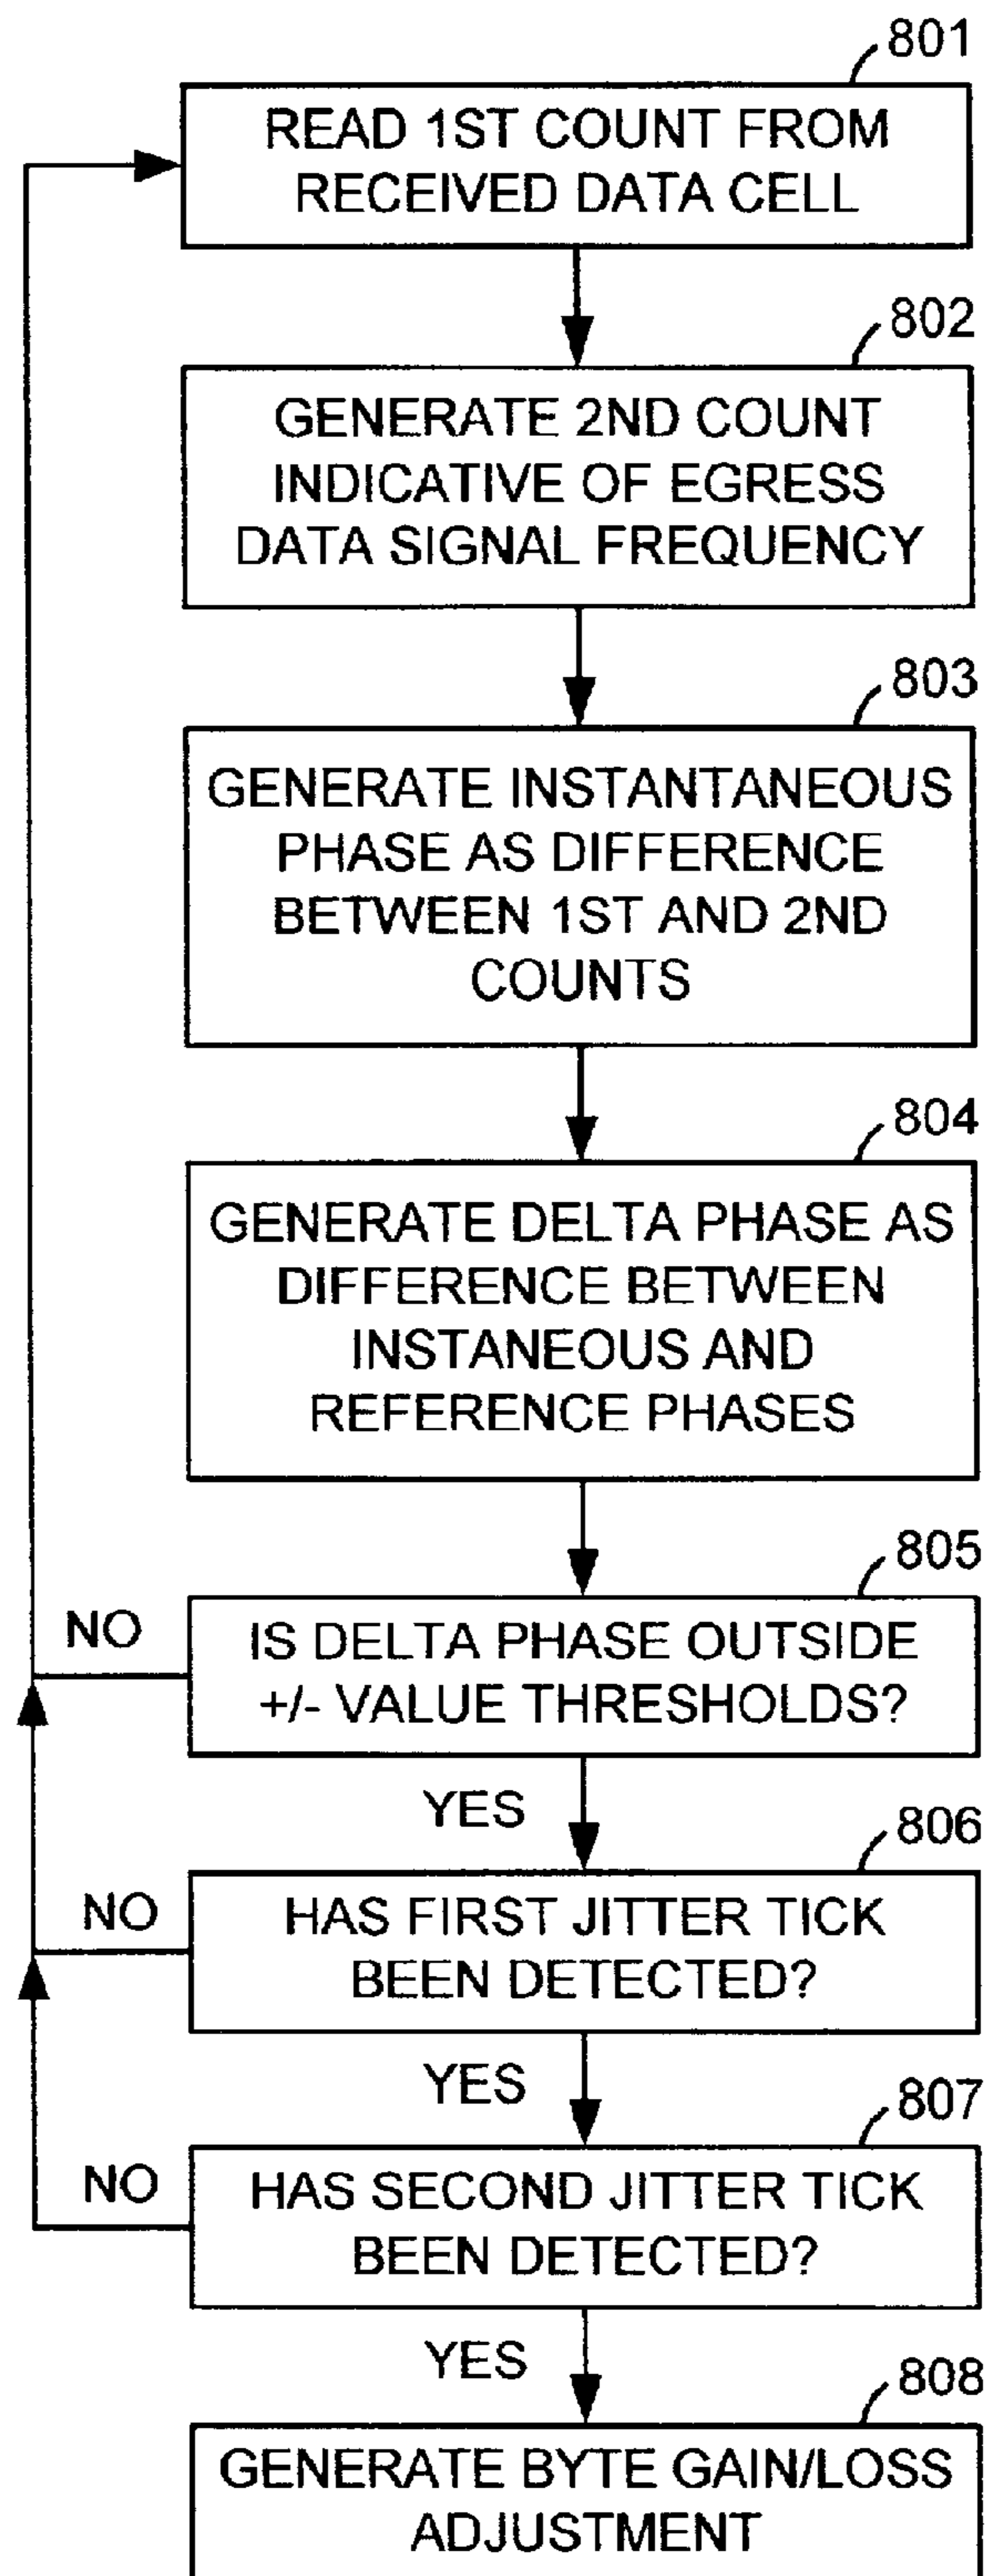 801
READ 1ST COUNT FROM
RECEIVED DATA CELL
802
GENERATE 2ND COUNT
INDICATIVE OF EGRESS
DATA SIGNAL FREQUENCY
803
GENERATE INSTANTANEOUS
PHASE AS DIFFERENCE
BETWEEN 1ST AND 2ND
COUNTS
804
GENERATE DELTA PHASE AS
DIFFERENCE BETWEEN
INSTANEOUS AND
REFERENCE PHASES
805
NO
IS DELTA PHASE OUTSIDE
+/- VALUE THRESHOLDS?
YES
806
NO
HAS FIRST JITTER TICK
BEEN DETECTED?
YES
807
NO
HAS SECOND JITTER TICK
BEEN DETECTED?
YES
808
GENERATE BYTE GAIN/LOSS
ADJUSTMENT